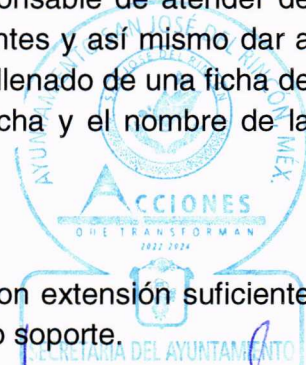 ponsable de atender de
ntes y así mismo dar a
llenado de una ficha de
cha y el nombre de la
AYUNTAMIENTO SAN JOSÉ DEL RINCÓN MEX.
ACCIONES
QUE TRANSFORMAN
2022 2024
on extensión suficiente
o soporte.
SECRETARÍA DEL AYUNTAMIENTO